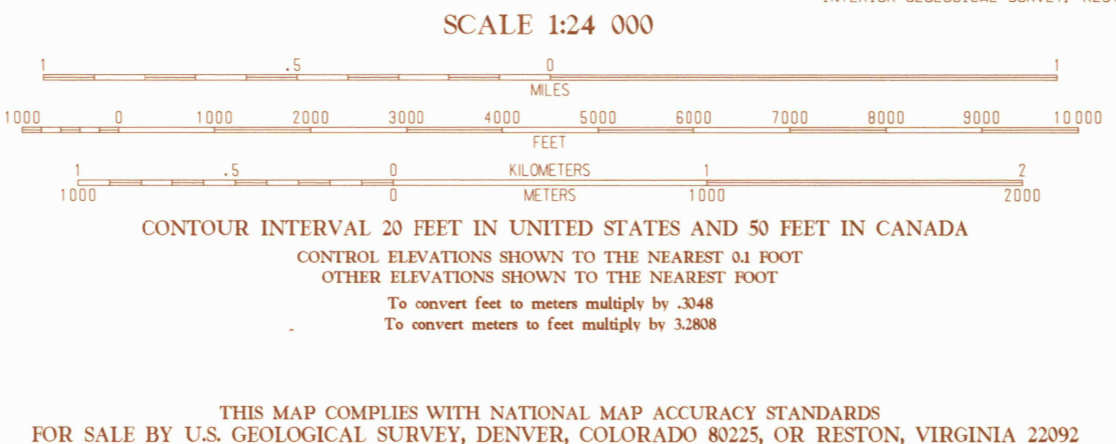 INTERIOR GEOLOGICAL SURVEY,
SCALE 1:24 000
1 .5 0 1
MILES
1000 0 1000 2000 3000 4000 5000 6000 7000 8000 9000 10 000
FEET
1 .5 0 KILOMETERS 1 2
1000 0 METERS 1000 2000
CONTOUR INTERVAL 20 FEET IN UNITED STATES AND 50 FEET IN CANADA
CONTROL ELEVATIONS SHOWN TO THE NEAREST 0.1 FOOT
OTHER ELEVATIONS SHOWN TO THE NEAREST FOOT
To convert feet to meters multiply by .3048
To convert meters to feet multiply by 3.2808
THIS MAP COMPLIES WITH NATIONAL MAP ACCURACY STANDARDS
FOR SALE BY U.S. GEOLOGICAL SURVEY, DENVER, COLORADO 80225, OR RESTON, VIRGINIA 22092